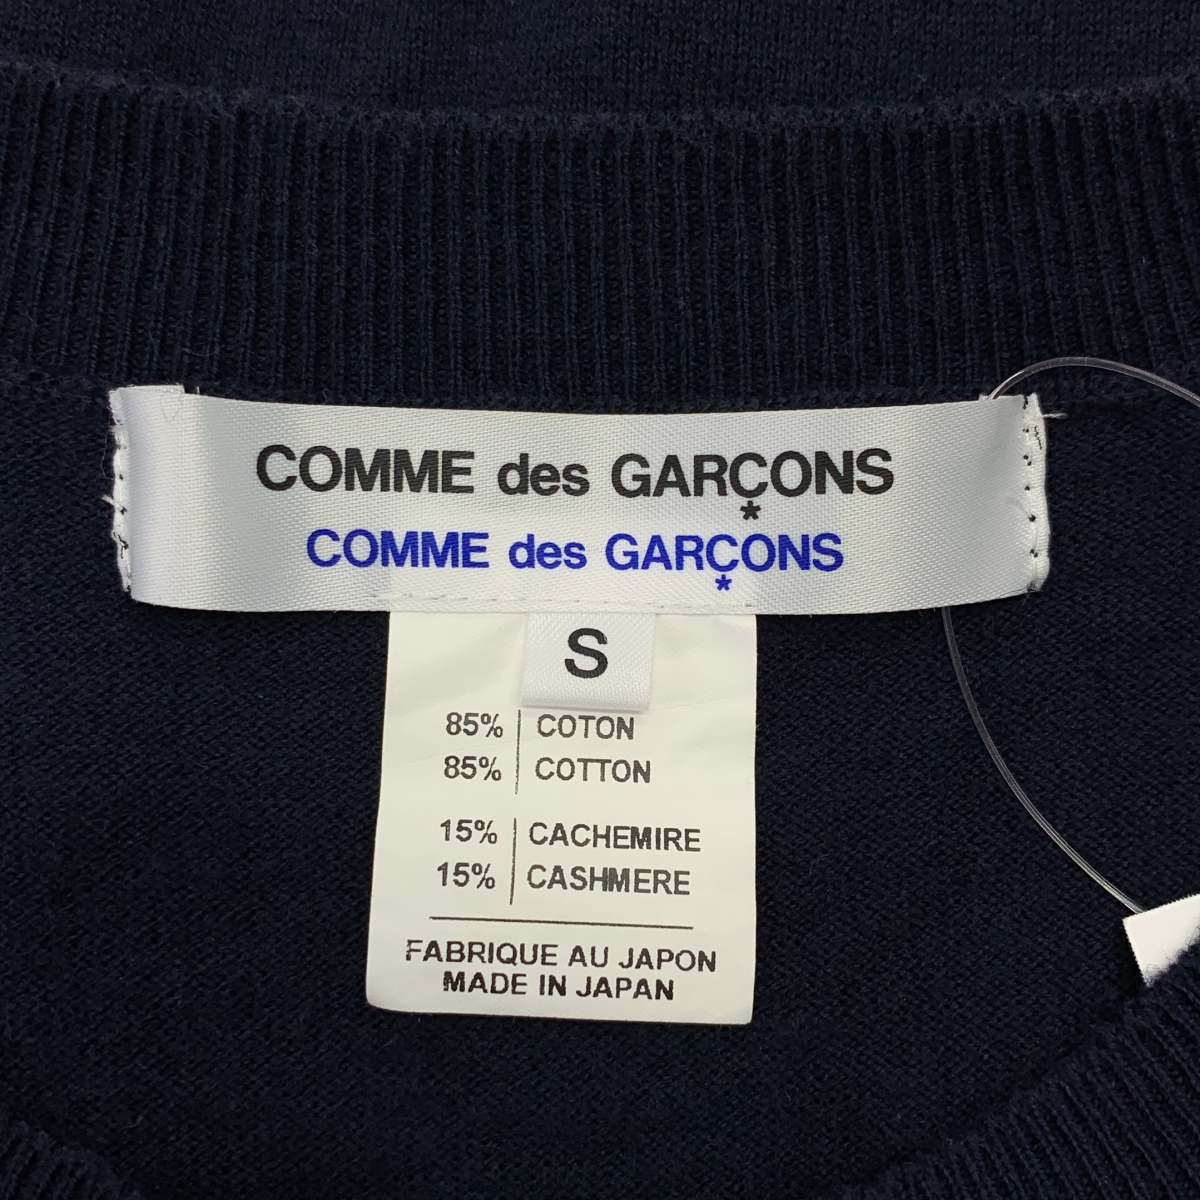 COMME des GARÇONS
*
COMME des GARÇONS
*
S
85% COTON
85% COTTON
15% CACHEMIRE
15% CASHMERE
FABRIQUE AU JAPON
MADE IN JAPAN